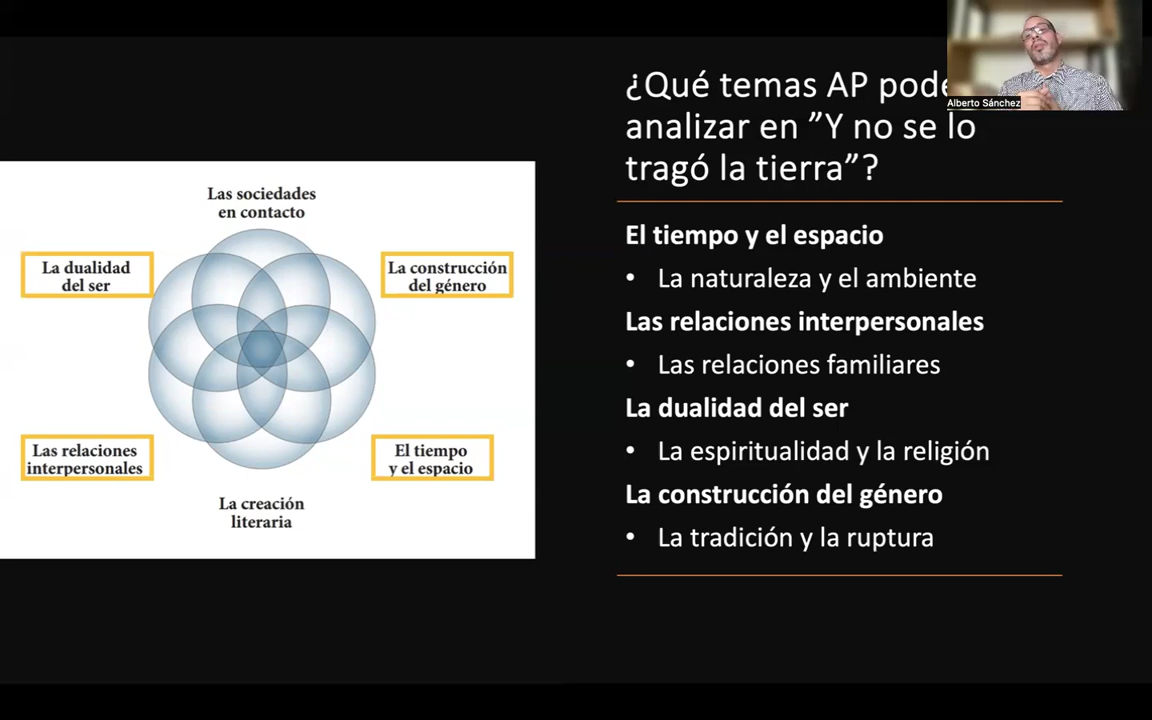 Las sociedades
en contacto
La dualidad
del ser
La construcción
del género
Las relaciones
interpersonales
El tiempo
y el espacio
La creación
literaria
¿Qué temas AP
analizar en ”Y no se lo
tragó la tierra”?
El tiempo y el espacio
• La naturaleza y el ambiente
Las relaciones interpersonales
• Las relaciones familiares
La dualidad del ser
• La espiritualidad y la religión
La construcción del género
• La tradición y la ruptura
Alberto Sánchez